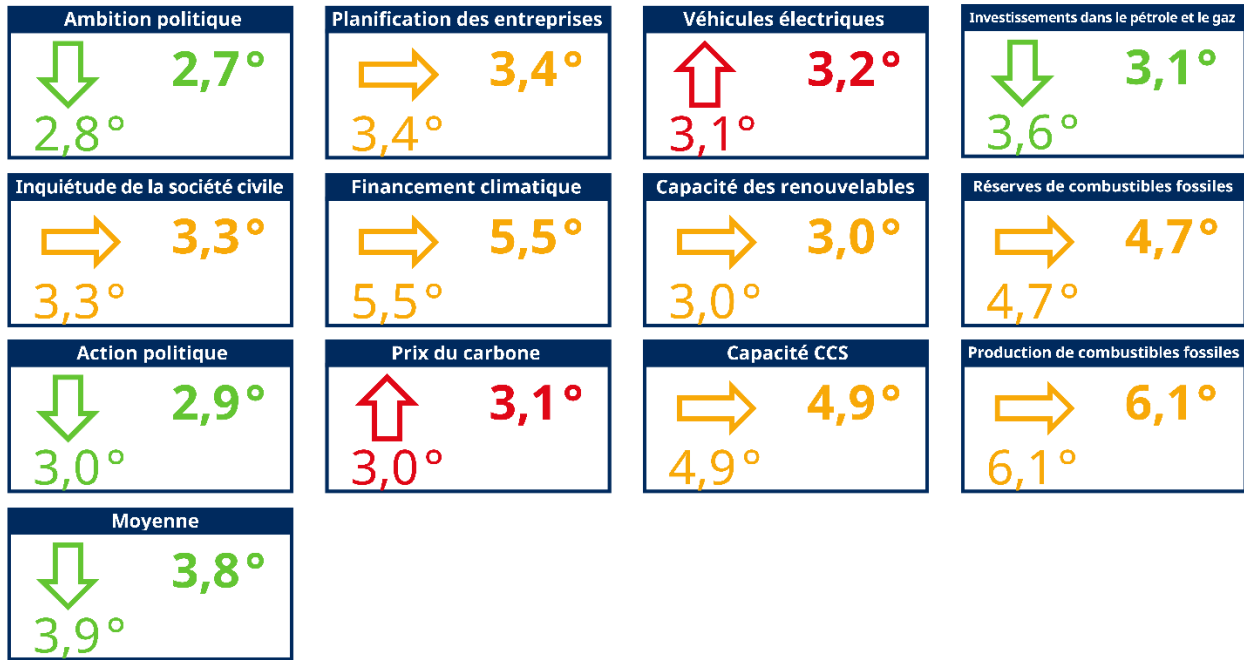 Ambition politique
2,7°
2,8°
Planification des entreprises
3,4°
3,4°
Véhicules électriques
3,2°
3,1°
Investissements dans le pétrole et le gaz
3,1°
3,6°
Inquiétude de la société civile
3,3°
3,3°
Financement climatique
5,5°
5,5°
Capacité des renouvelables
3,0°
3,0°
Réserves de combustibles fossiles
4,7°
4,7°
Action politique
2,9°
3,0°
Prix du carbone
3,1°
3,0°
Capacité CCS
4,9°
4,9°
Production de combustibles fossiles
6,1°
6,1°
Moyenne
3,8°
3,9°